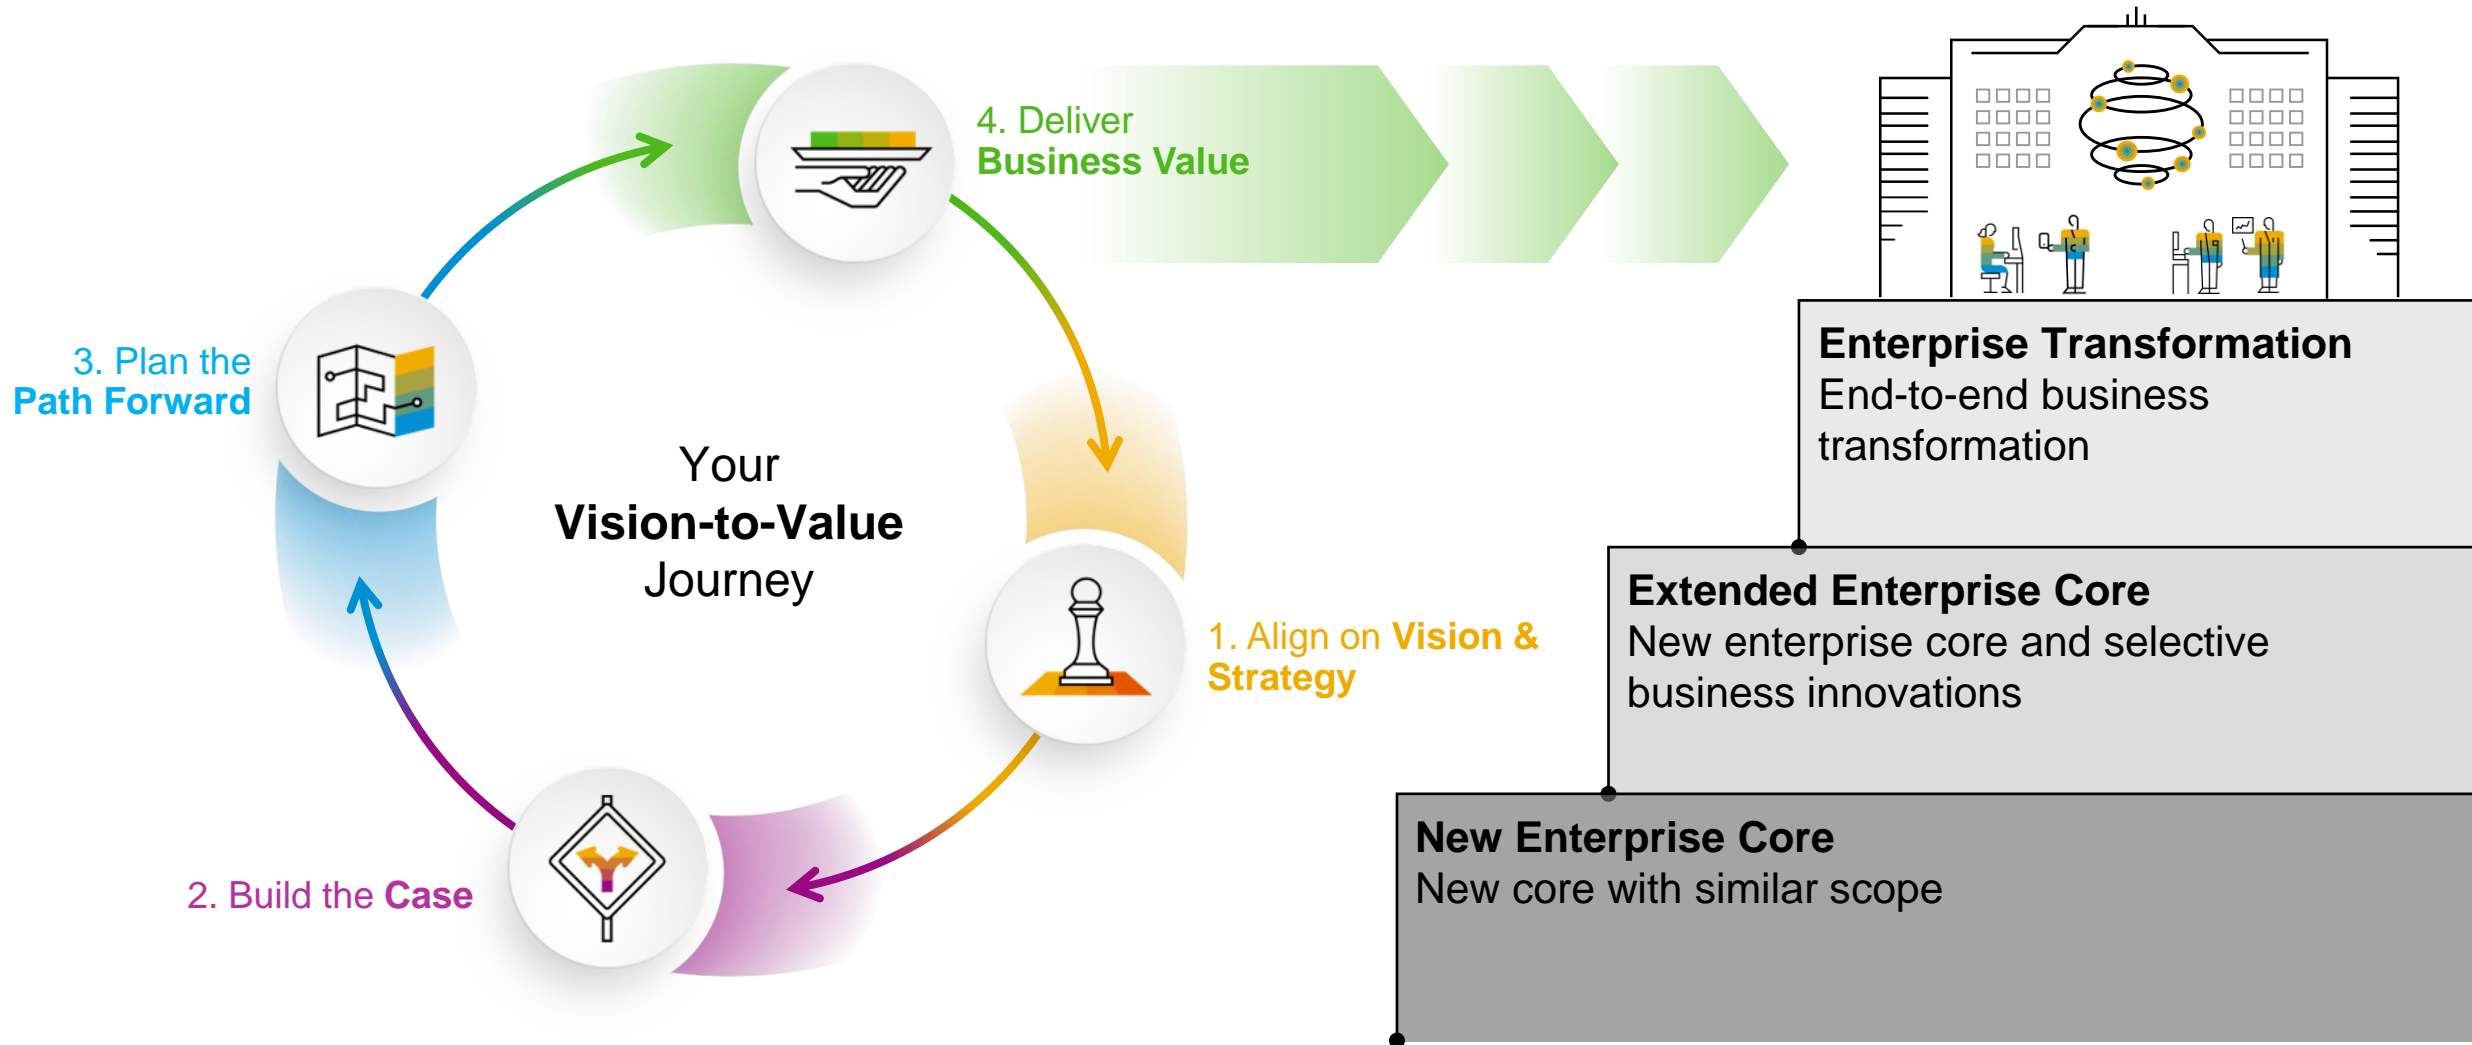 4. Deliver
Business Value
3. Plan the
Path Forward
Your
Vision-to-Value
Journey
1. Align on Vision &
Strategy
2. Build the Case
Enterprise Transformation
End-to-end business
transformation
Extended Enterprise Core
New enterprise core and selective
business innovations
New Enterprise Core
New core with similar scope